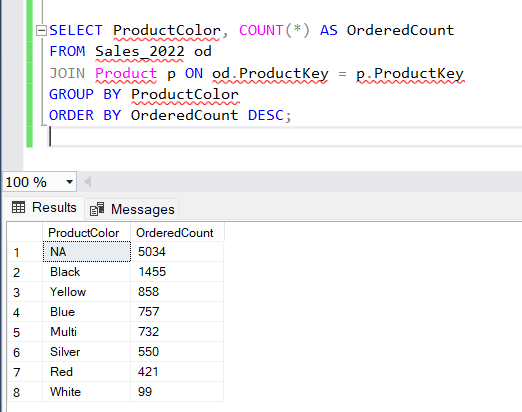 SELECT ProductColor, COUNT(*) AS OrderedCount
FROM Sales_2022 od
JOIN Product p ON od.ProductKey = p.ProductKey
GROUP BY ProductColor
ORDER BY OrderedCount DESC;
100 %
Results Messages
ProductColor OrderedCount
1 NA 5034
2 Black 1455
3 Yellow 858
4 Blue 757
5 Multi 732
6 Silver 550
7 Red 421
8 White 99